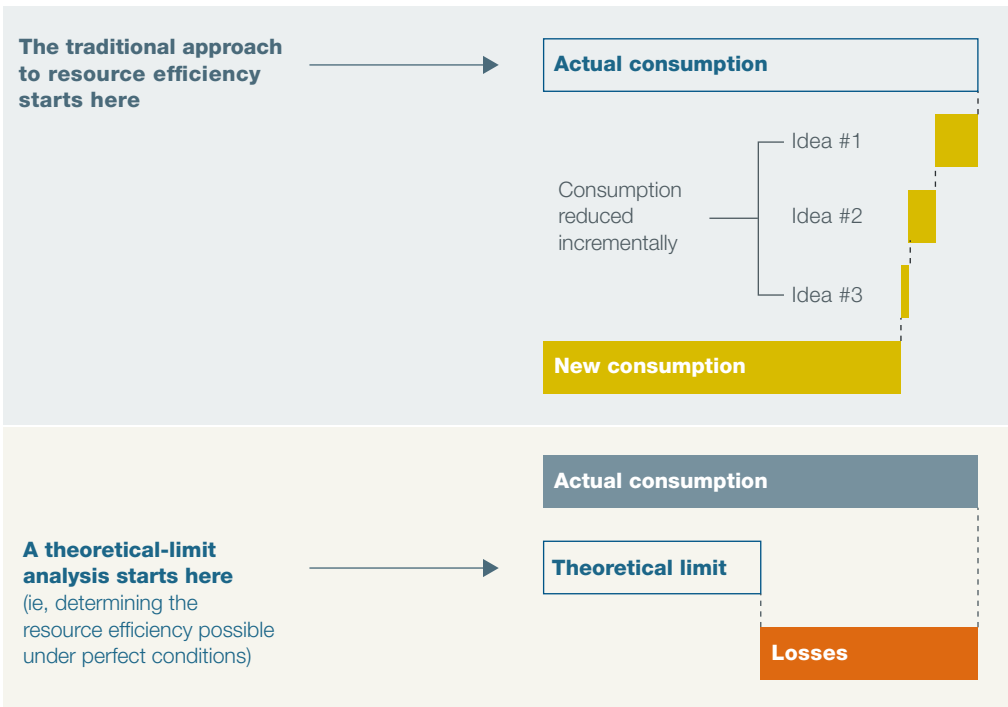 The traditional approach
to resource efficiency
starts here
Actual consumption
Idea #1
Consumption
reduced
incrementally
Idea #2
Idea #3
New consumption
Actual consumption
A theoretical-limit
analysis starts here
(ie, determining the
resource efficiency possible
under perfect conditions)
Theoretical limit
Losses